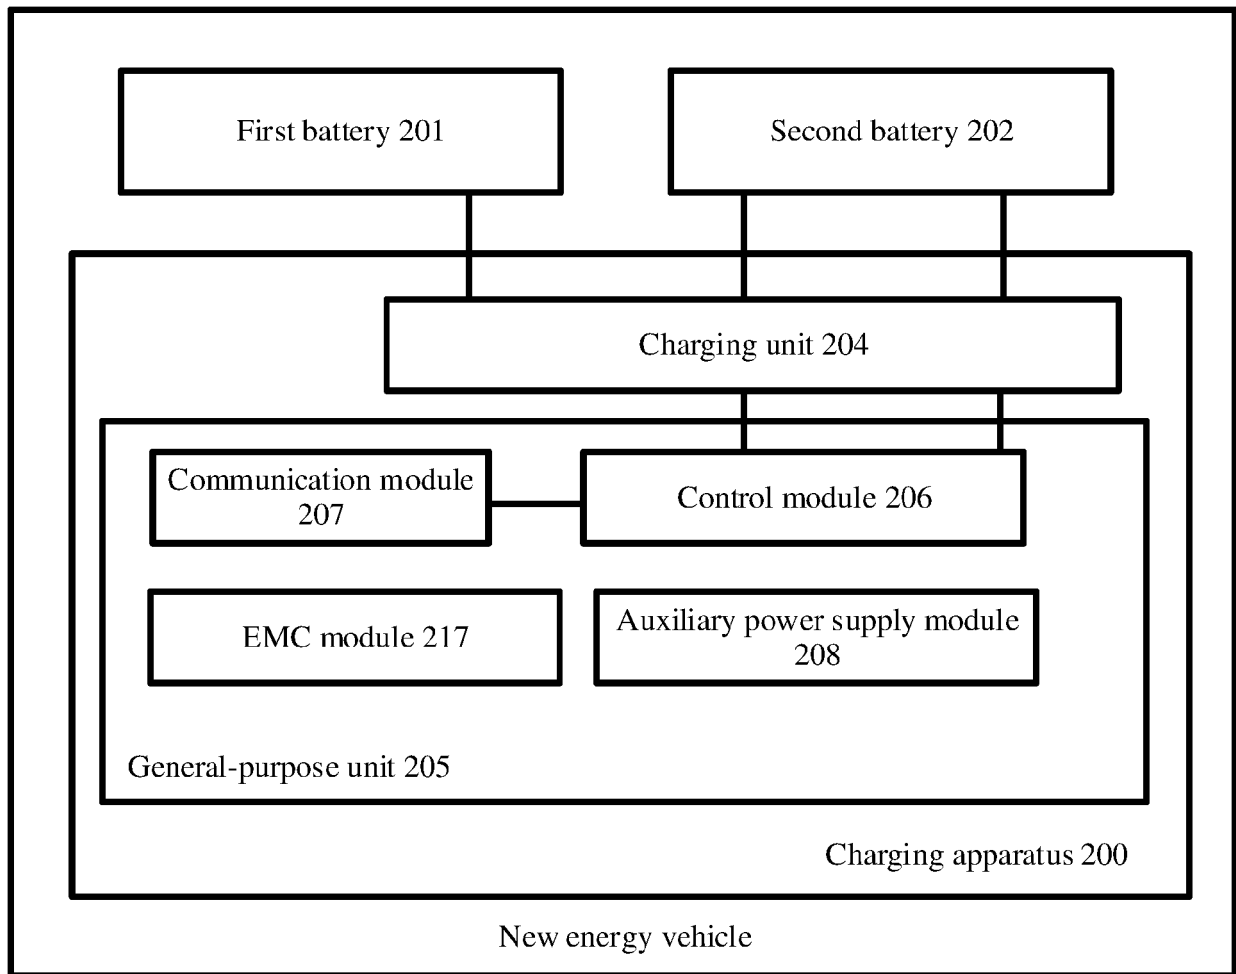 First battery 201
Second battery 202
Charging unit 204
Communication module
207
Control module 206
EMC module 217
Auxiliary power supply module
208
General-purpose unit 205
Charging apparatus 200
New energy vehicle